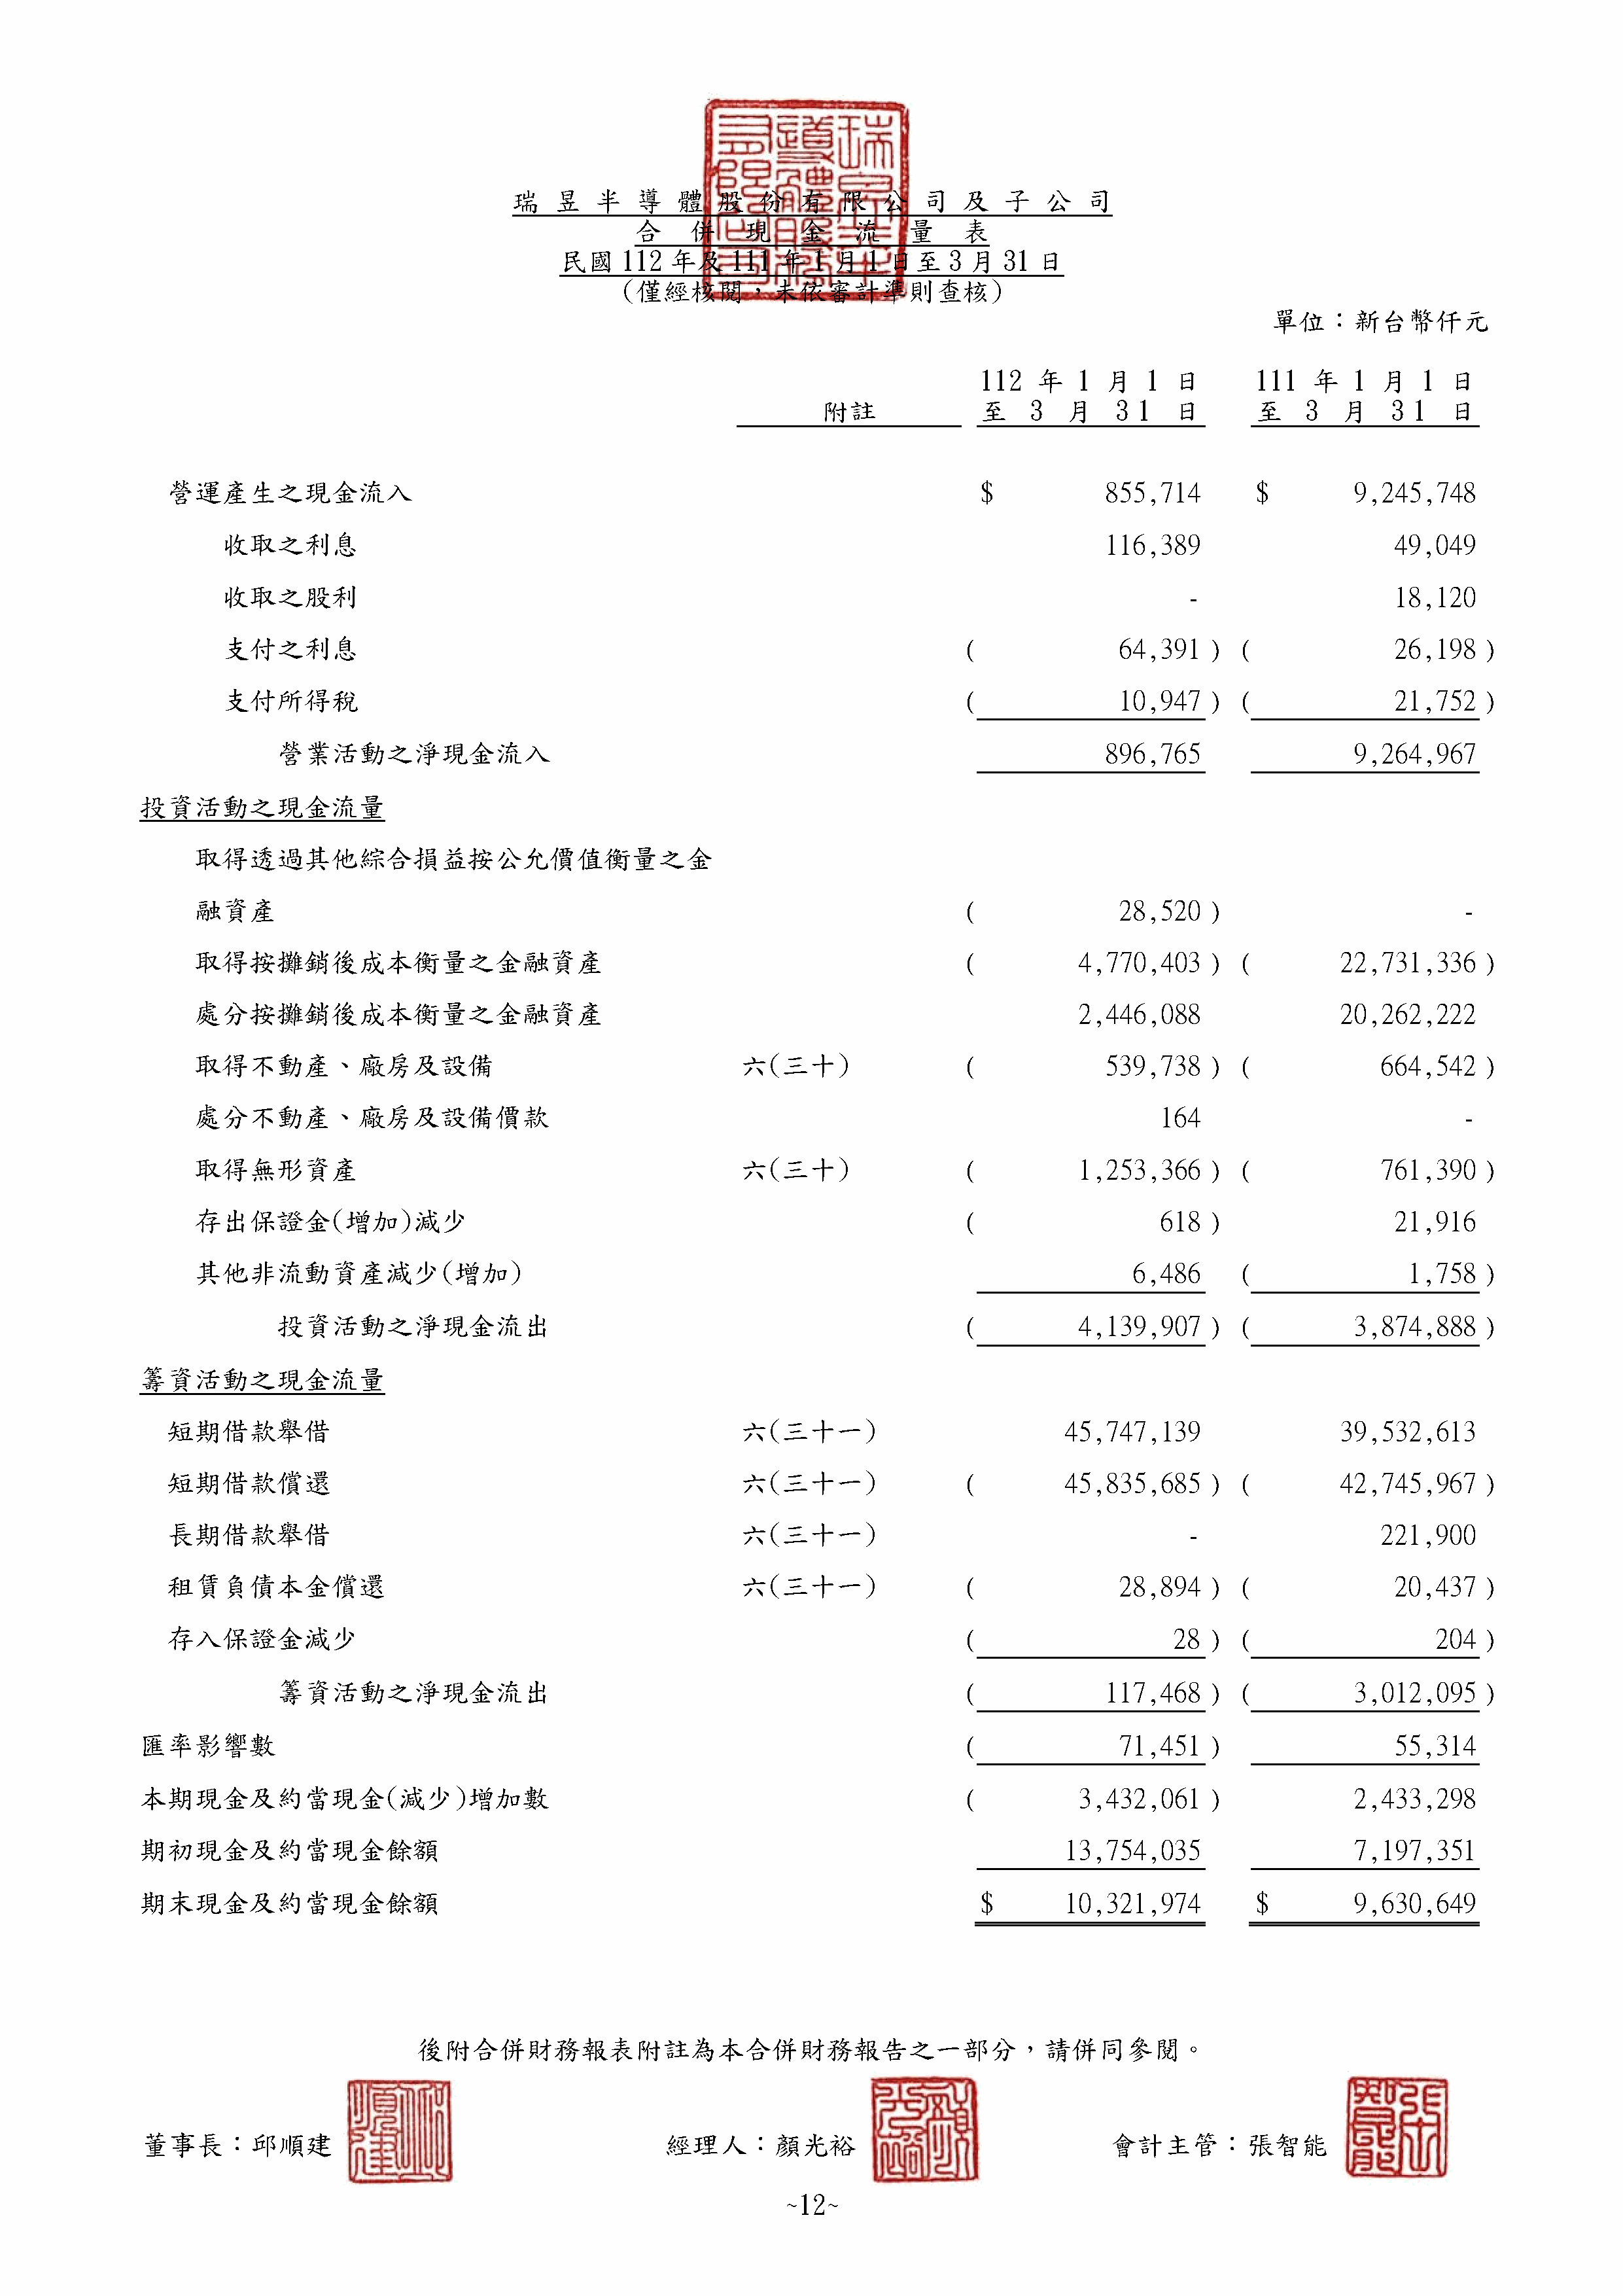 瑞昱半導體股份有限公司及子公司
合併現金流量表
民國 112 年及 111 年 1 月 1 日至 3 月 31 日
(僅經核閱，未依審計準則查核)
單位：新台幣仟元
112 年 1 月 1 日 111 年 1 月 1 日
附註 至 3 月 31 日 至 3 月 31 日
營運產生之現金流入 $ 855,714 $ 9,245,748
收取之利息 116,389 49,049
收取之股利 - 18,120
支付之利息 ( 64,391 ) ( 26,198 )
支付所得稅 ( 10,947 ) ( 21,752 )
營業活動之淨現金流入 896,765 9,264,967
投資活動之現金流量
取得透過其他綜合損益按公允價值衡量之金
融資產 ( 28,520 ) -
取得按攤銷後成本衡量之金融資產 ( 4,770,403 ) ( 22,731,336 )
處分按攤銷後成本衡量之金融資產 2,446,088 20,262,222
取得不動產、廠房及設備 六(三十) ( 539,738 ) ( 664,542 )
處分不動產、廠房及設備價款 164 -
取得無形資產 六(三十) ( 1,253,366 ) ( 761,390 )
存出保證金(增加)減少 ( 618 ) 21,916
其他非流動資產減少(增加) 6,486 ( 1,758 )
投資活動之淨現金流出 ( 4,139,907 ) ( 3,874,888 )
籌資活動之現金流量
短期借款舉借 六(三十一) 45,747,139 39,532,613
短期借款償還 六(三十一) ( 45,835,685 ) ( 42,745,967 )
長期借款舉借 六(三十一) - 221,900
租賃負債本金償還 六(三十一) ( 28,894 ) ( 20,437 )
存入保證金減少 ( 28 ) ( 204 )
籌資活動之淨現金流出 ( 117,468 ) ( 3,012,095 )
匯率影響數 ( 71,451 ) 55,314
本期現金及約當現金(減少)增加數 ( 3,432,061 ) 2,433,298
期初現金及約當現金餘額 13,754,035 7,197,351
期末現金及約當現金餘額 $ 10,321,974 $ 9,630,649
後附合併財務報表附註為本合併財務報告之一部分，請併同參閱。
董事長：邱順建 經理人：顏光裕 會計主管：張智能
~12~